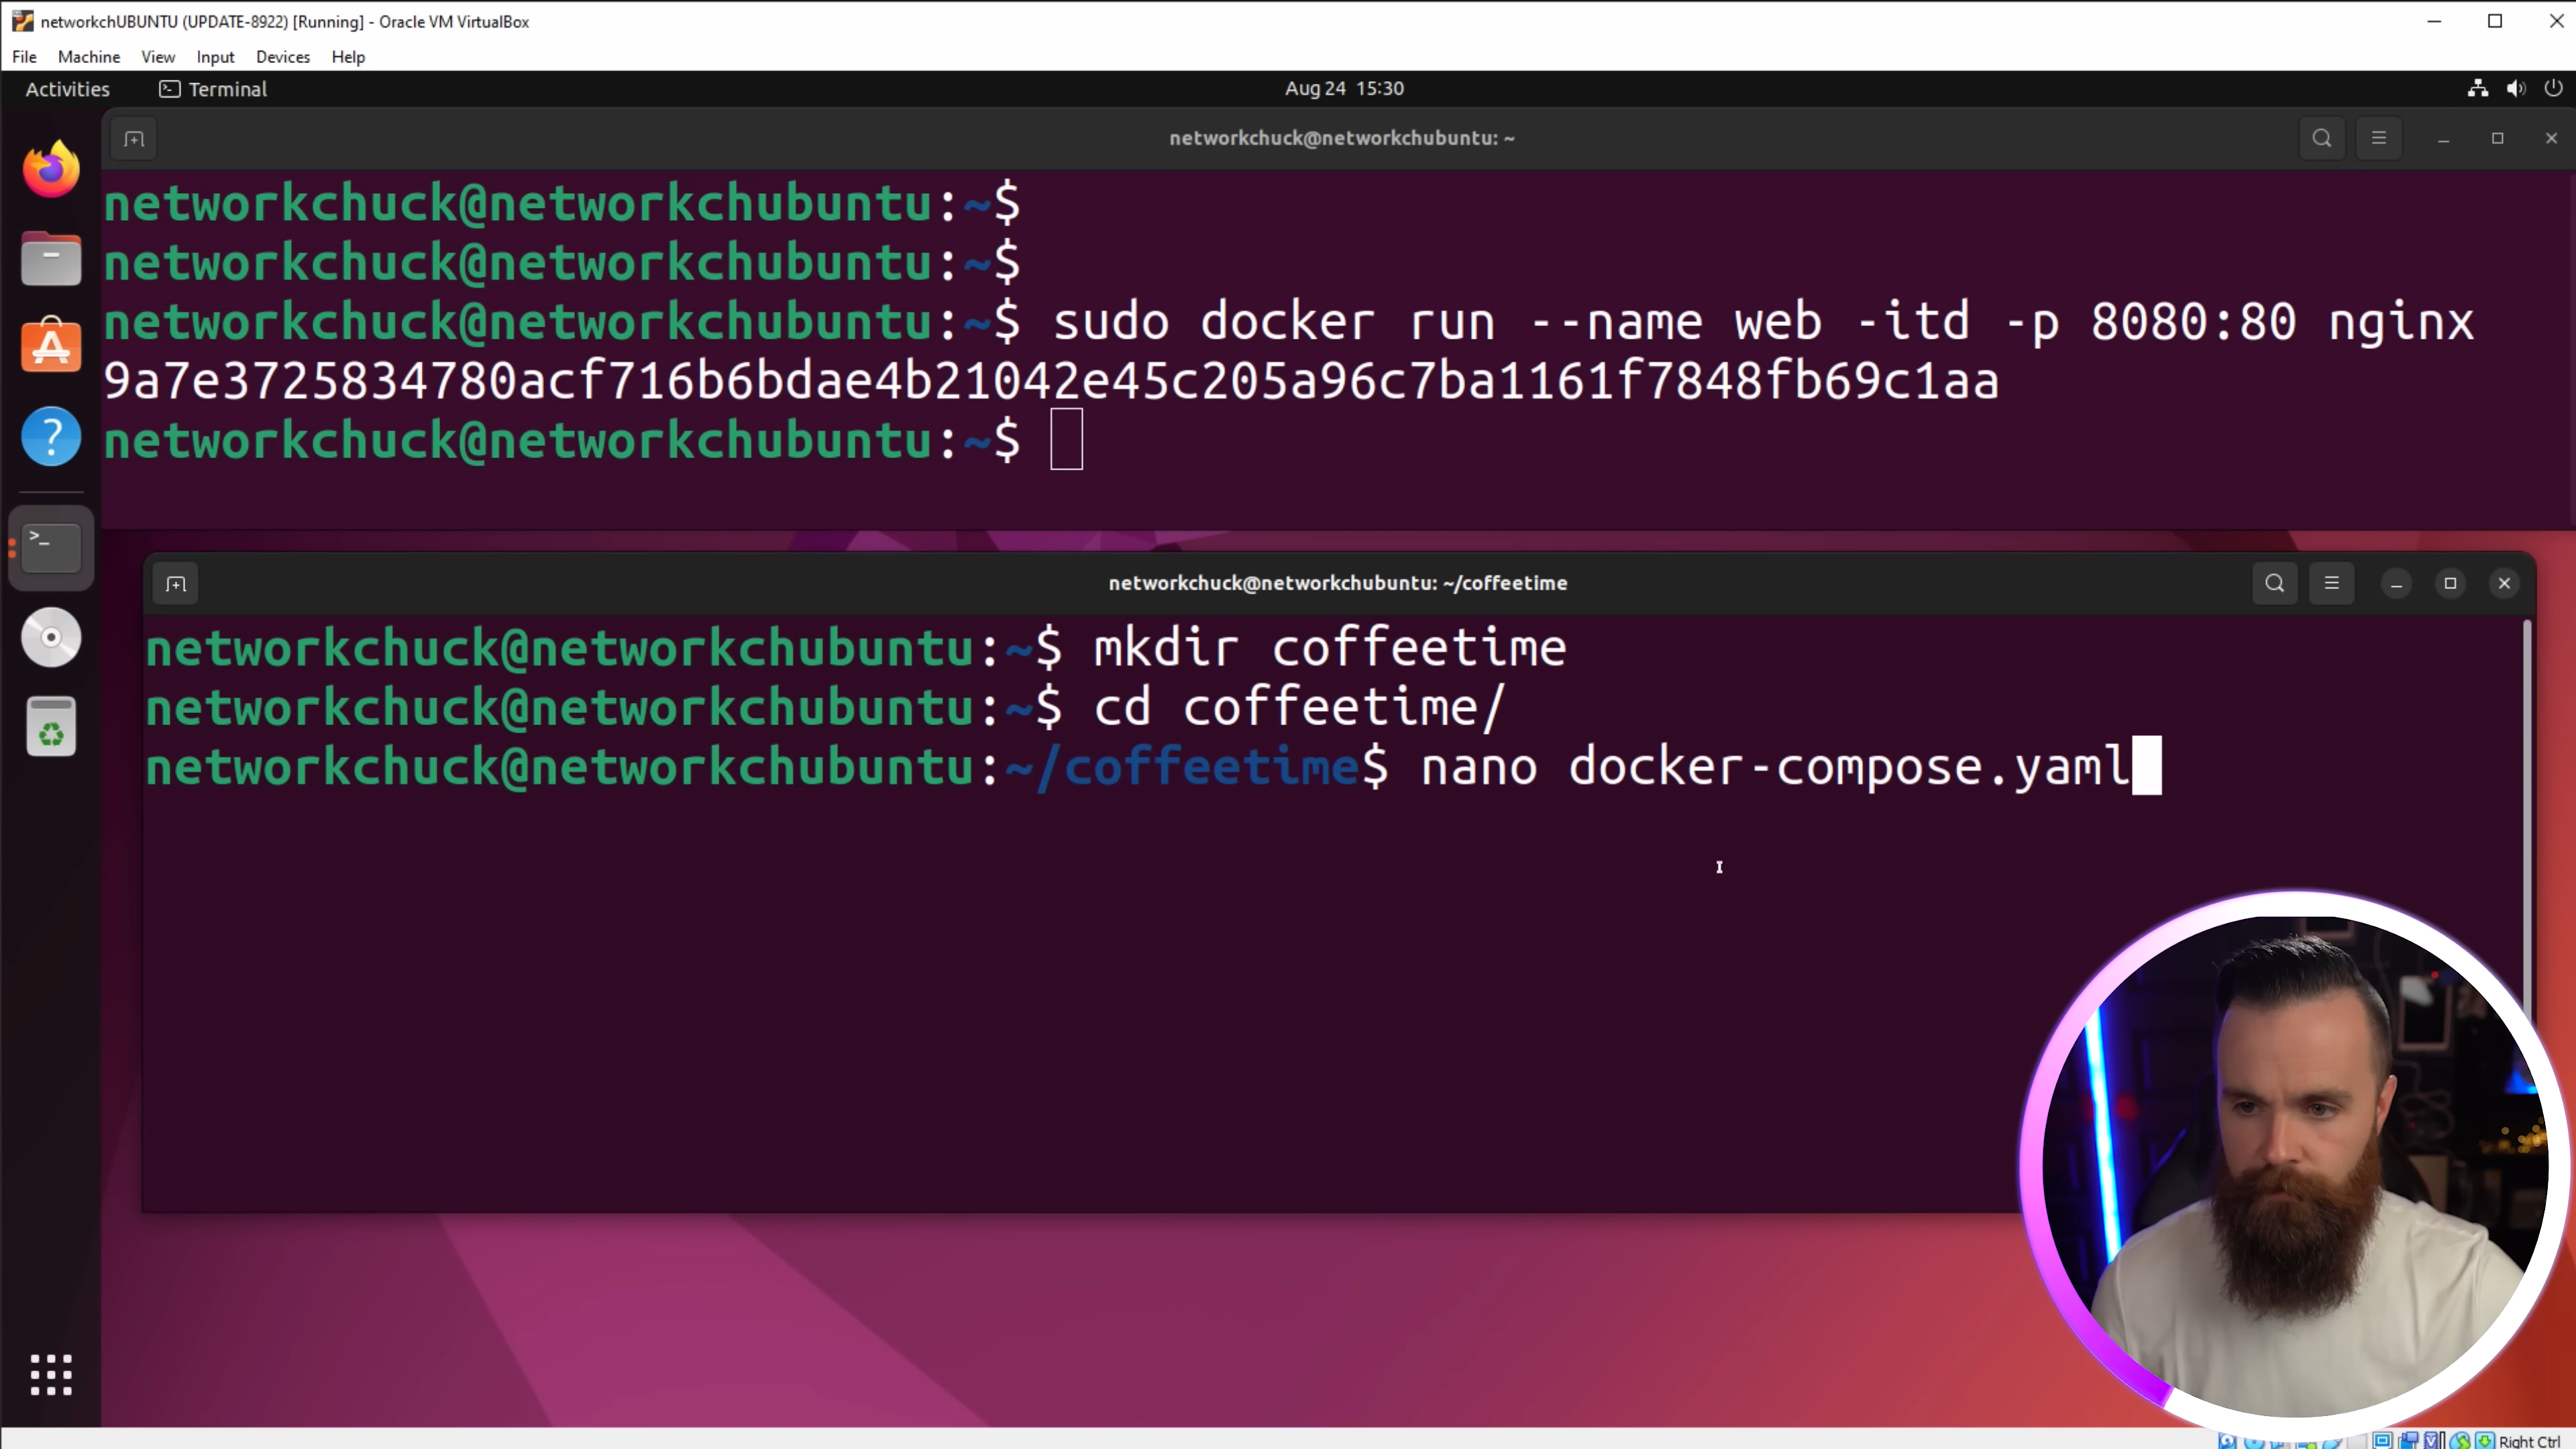 networkchUBUNTU (UPDATE-8922) [Running] - Oracle VM VirtualBox
File Machine View Input Devices Help
Activities Terminal Aug 24 15:30
networkchuck@networkchubuntu: ~
networkchuck@networkchubuntu:~$
networkchuck@networkchubuntu:~$
networkchuck@networkchubuntu:~$ sudo docker run --name web -itd -p 8080:80 nginx
9a7e3725834780acf716b6bdae4b21042e45c205a96c7ba1161f7848fb69c1aa
networkchuck@networkchubuntu:~$
networkchuck@networkchubuntu: ~/coffeetime
networkchuck@networkchubuntu:~$ mkdir coffeetime
networkchuck@networkchubuntu:~$ cd coffeetime/
networkchuck@networkchubuntu:~/coffeetime$ nano docker-compose.yaml
Right Ctrl